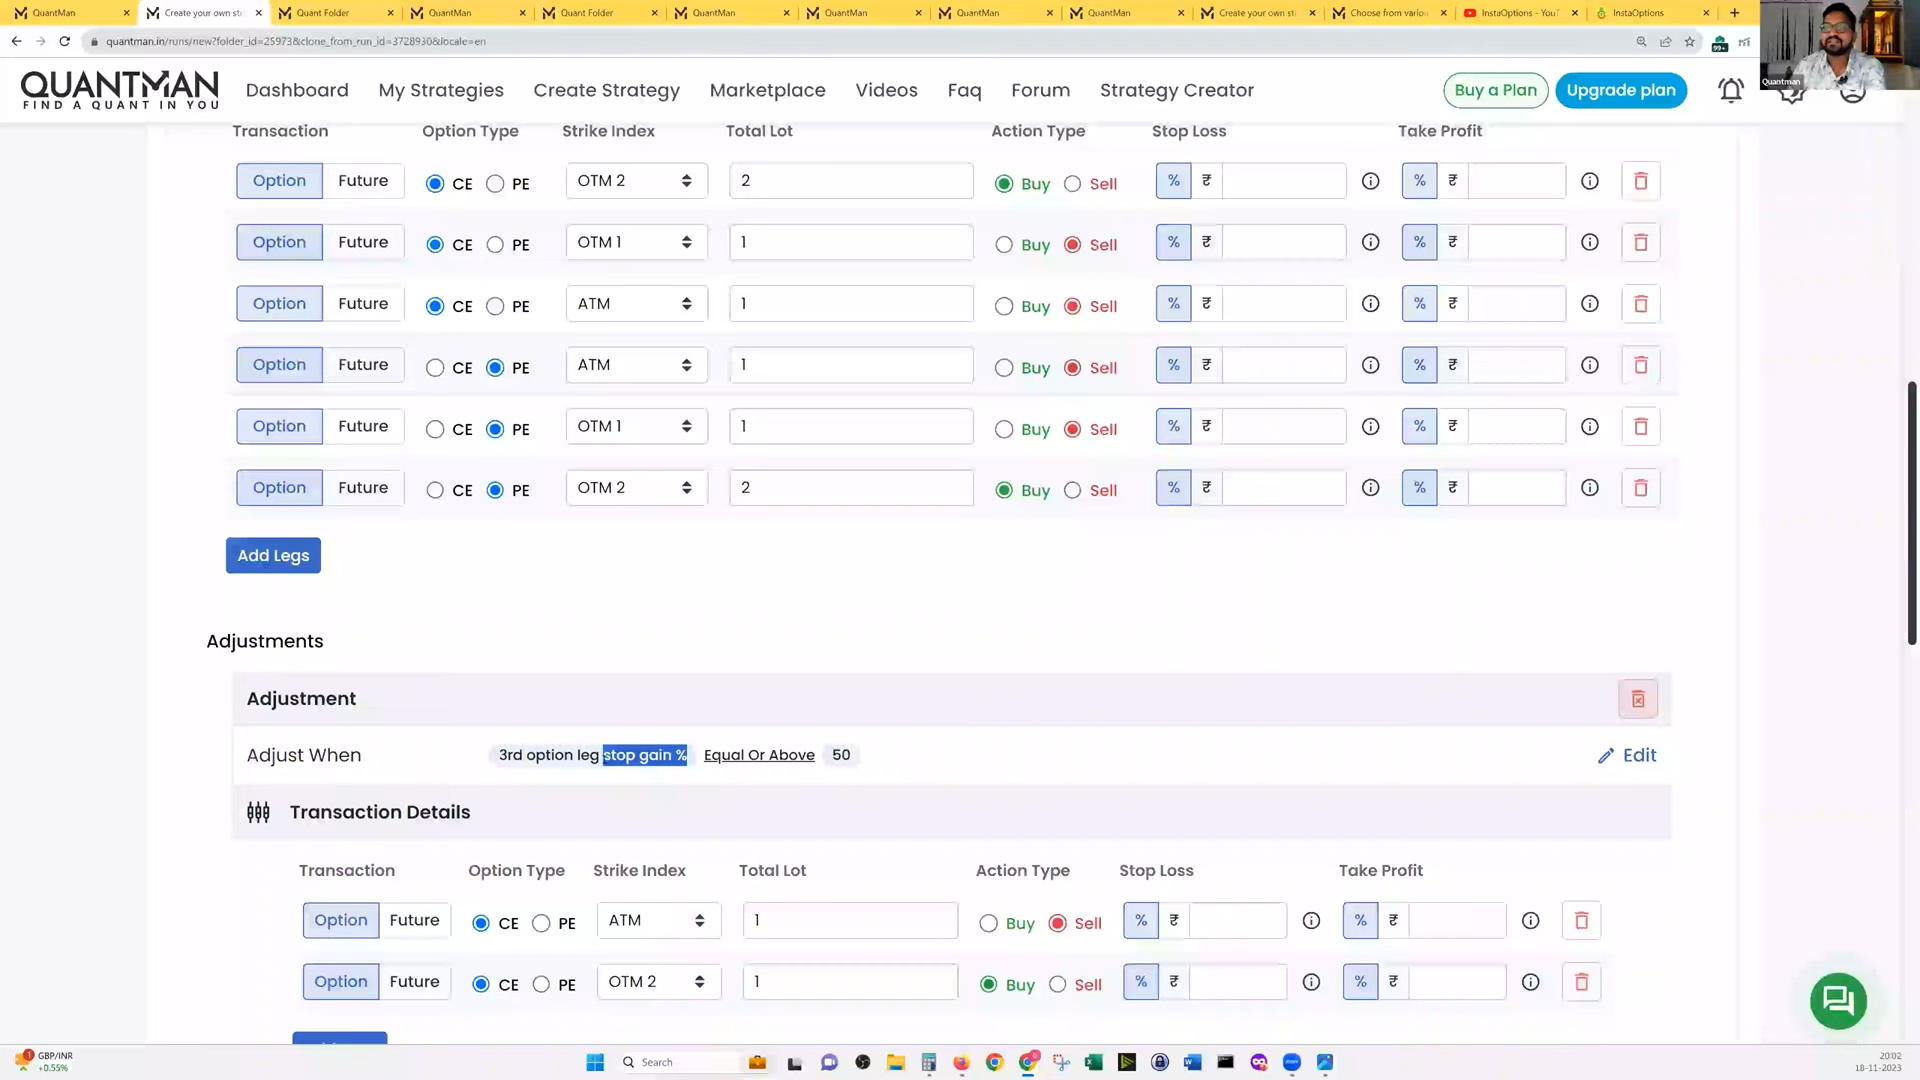 QuantMan
Create your own st
Quant Folder
QuantMan
Quant Folder
QuantMan
QuantMan
QuantMan
QuantMan
Create your own st
Choose from variou
InstaOptions - YouT
InstaOptions
quantman.in/runs/new?folder_id=25973&clone_from_run_id=3728930&locale=en
99+
Quantman
QUANTMAN
FIND A QUANT IN YOU
Dashboard
My Strategies
Create Strategy
Marketplace
Videos
Faq
Forum
Strategy Creator
Buy a Plan
Upgrade plan
Transaction Option Type Strike Index Total Lot Action Type Stop Loss Take Profit
Option Future CE PE OTM 2 2 Buy Sell % ₹ % ₹
Option Future CE PE OTM 1 1 Buy Sell % ₹ % ₹
Option Future CE PE ATM 1 Buy Sell % ₹ % ₹
Option Future CE PE ATM 1 Buy Sell % ₹ % ₹
Option Future CE PE OTM 1 1 Buy Sell % ₹ % ₹
Option Future CE PE OTM 2 2 Buy Sell % ₹ % ₹
Add Legs
Adjustments
Adjustment
Adjust When 3rd option leg stop gain % Equal Or Above 50 Edit
Transaction Details
Transaction Option Type Strike Index Total Lot Action Type Stop Loss Take Profit
Option Future CE PE ATM 1 Buy Sell % ₹ % ₹
Option Future CE PE OTM 2 1 Buy Sell % ₹ % ₹
1
GBP/INR
+0.55%
Search
20:02
18-11-2023